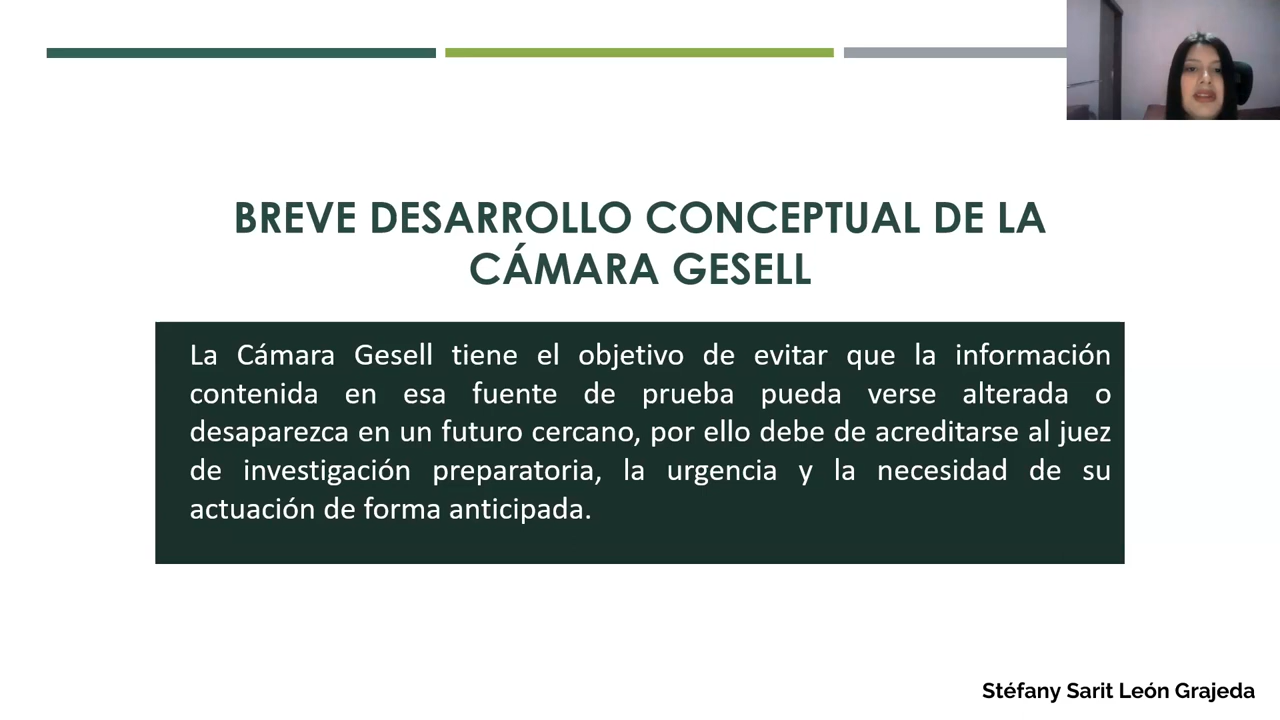 BREVE DESARROLLO CONCEPTUAL DE LA
CÁMARA GESELL
La Cámara Gesell tiene el objetivo de evitar que la información
contenida en esa fuente de prueba pueda verse alterada o
desaparezca en un futuro cercano, por ello debe de acreditarse al juez
de investigación preparatoria, la urgencia y la necesidad de su
actuación de forma anticipada.
Stéfany Sarit León Grajeda